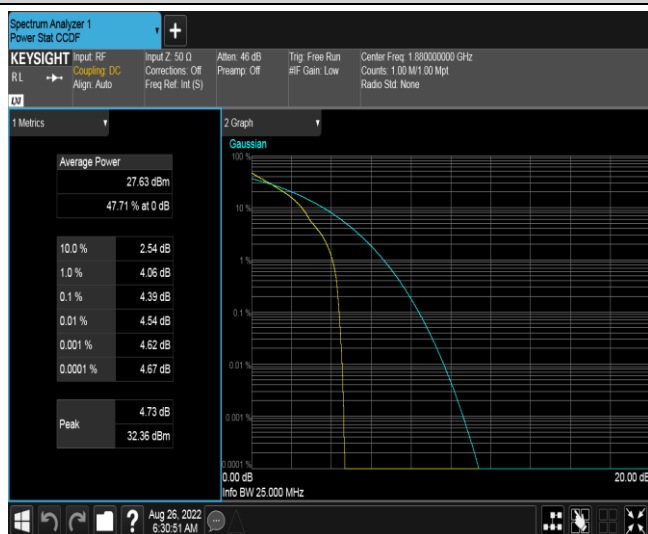 Spectrum Analyzer 1
Power Stat CCDF
KEYSIGHT
RL
LXI
Input: RF
Coupling: DC
Align: Auto
Input Z: 50 Ω
Corrections: Off
Freq Ref: Int (S)
Atten: 46 dB
Preamp: Off
Trig: Free Run
#IF Gain: Low
Center Freq: 1.880000000 GHz
Counts: 1.00 M/1.00 Mpt
Radio Std: None
1 Metrics
Average Power
27.63 dBm
47.71 % at 0 dB
10.0 % 2.54 dB
1.0 % 4.06 dB
0.1 % 4.39 dB
0.01 % 4.54 dB
0.001 % 4.62 dB
0.0001 % 4.67 dB
Peak
4.73 dB
32.36 dBm
2 Graph
Gaussian
100 %
10 %
1 %
0.1 %
0.01 %
0.001 %
0.0001 %
0.00 dB 20.00 dB
Info BW 25.000 MHz
?
Aug 26, 2022
6:30:51 AM